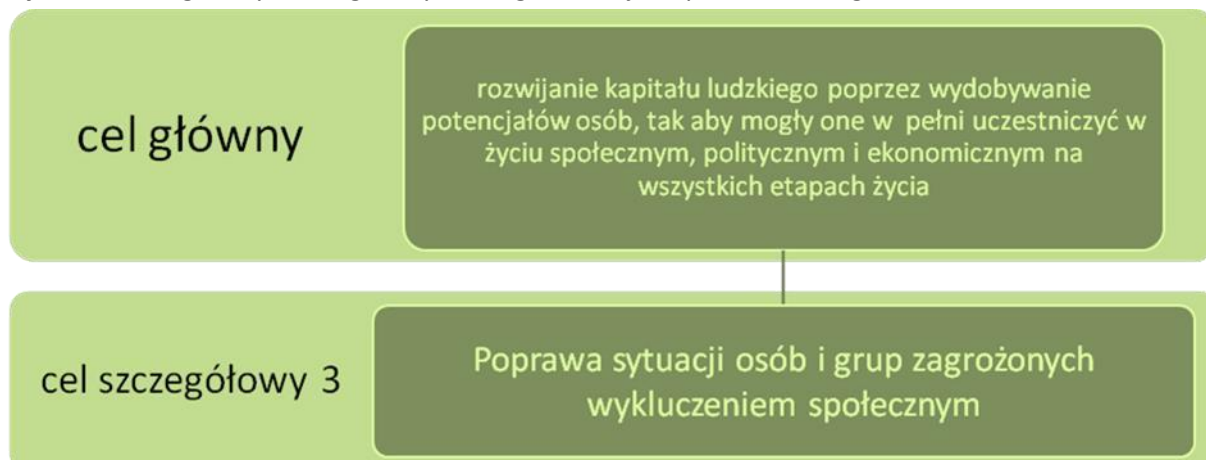 cel główny
rozwijanie kapitału ludzkiego poprzez wydobywanie
potencjałów osób, tak aby mogły one w pełni uczestniczyć w
życiu społecznym, politycznym i ekonomicznym na
wszystkich etapach życia
cel szczegółowy 3
Poprawa sytuacji osób i grup zagrożonych
wykluczeniem społecznym